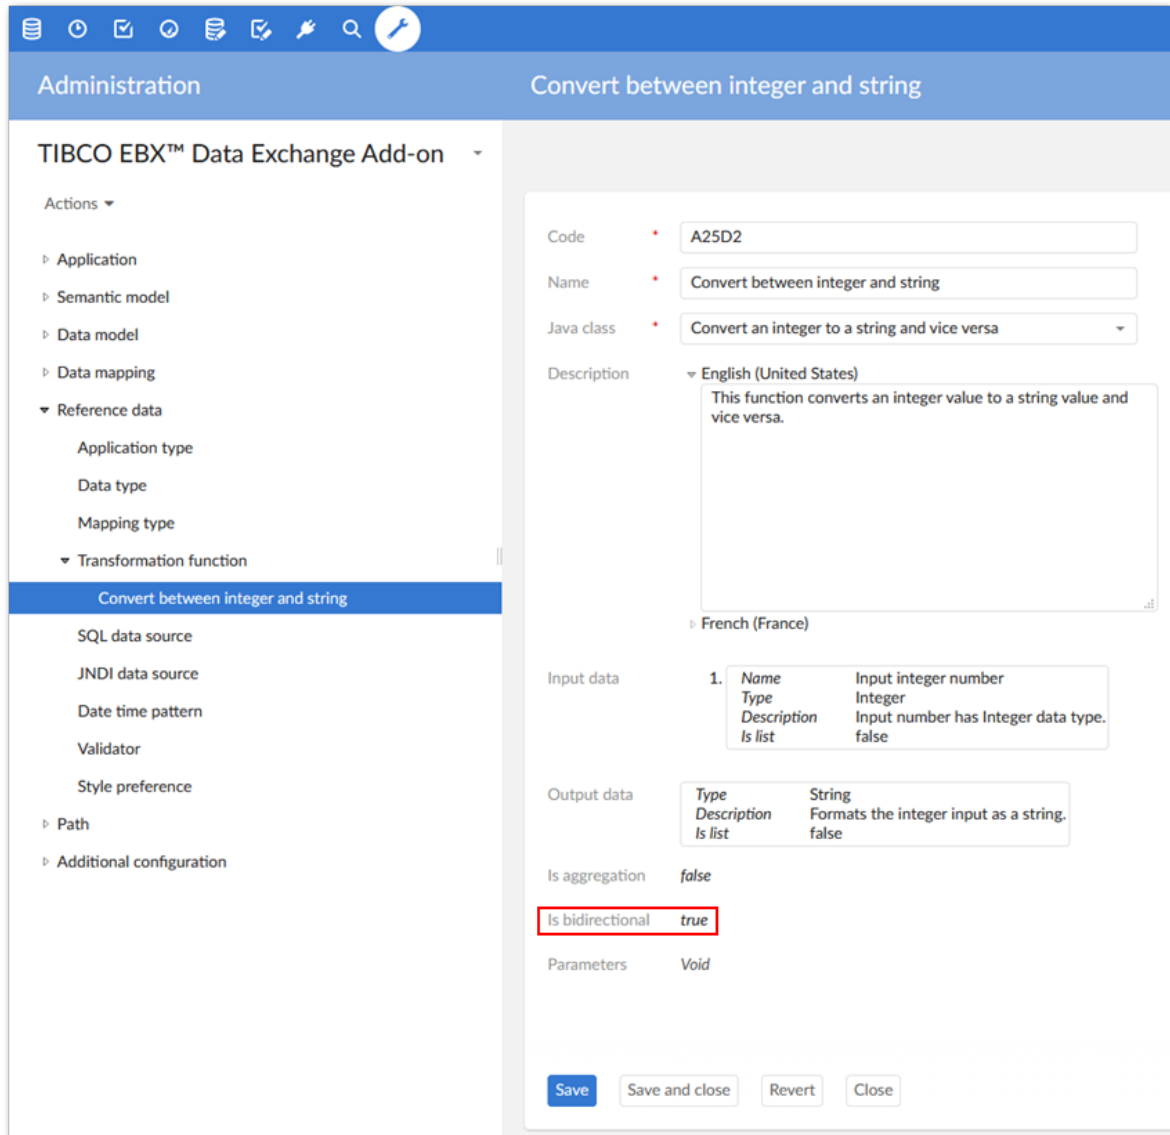 Administration
Convert between integer and string
TIBCO EBX™ Data Exchange Add-on
Actions
Application
Semantic model
Data model
Data mapping
Reference data
Application type
Data type
Mapping type
Transformation function
Convert between integer and string
SQL data source
JNDI data source
Date time pattern
Validator
Style preference
Path
Additional configuration
Code * A25D2
Name * Convert between integer and string
Java class * Convert an integer to a string and vice versa
Description English (United States)
This function converts an integer value to a string value and
vice versa.
French (France)
Input data 1. Name Input integer number
Type Integer
Description Input number has Integer data type.
Is list false
Output data Type String
Description Formats the integer input as a string.
Is list false
Is aggregation false
Is bidirectional true
Parameters Void
Save Save and close Revert Close